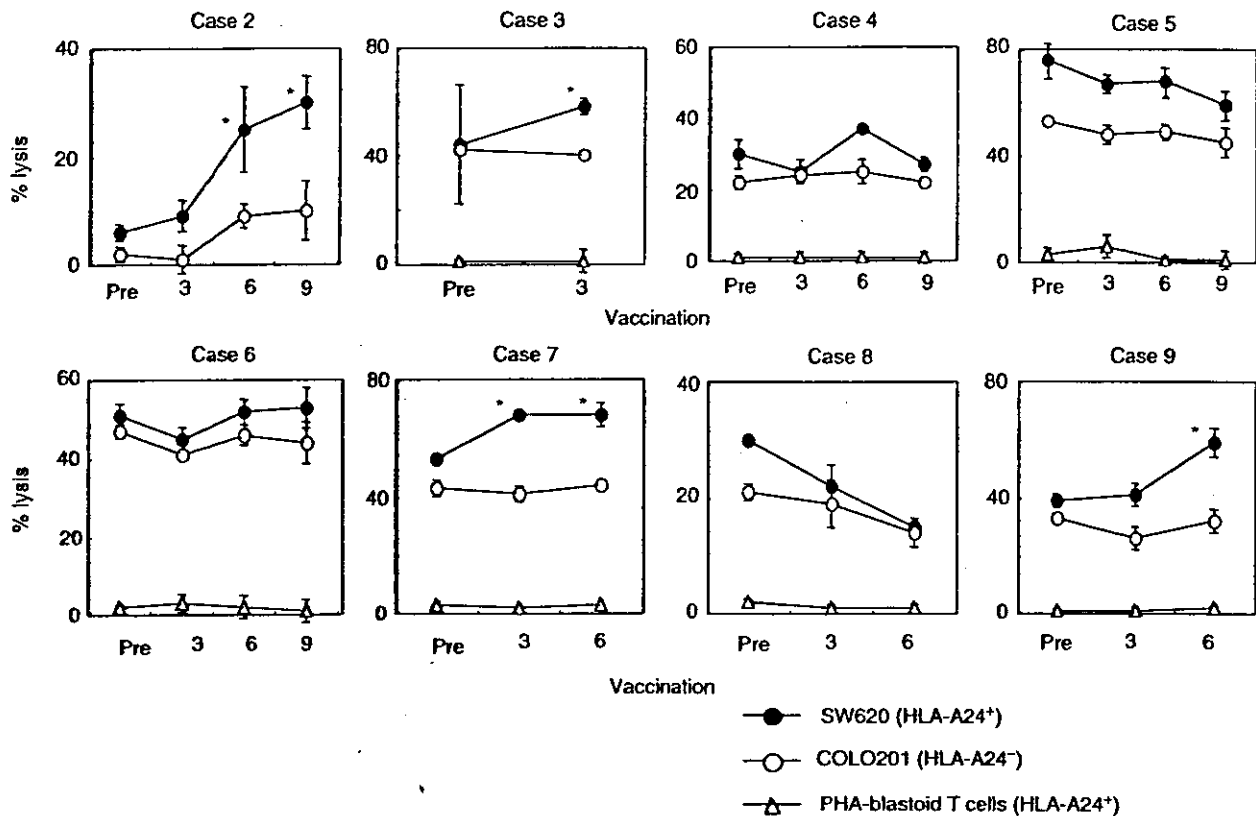 Case 2
Case 3
Case 4
Case 5
% lysis
40
20
0
80
40
0
60
40
20
0
80
40
0
*
*
*
Pre 3 6 9
Pre 3
Pre 3 6 9
Pre 3 6 9
Vaccination
Case 6
Case 7
Case 8
Case 9
% lysis
60
40
20
0
80
40
0
40
20
0
80
40
0
*
*
*
Pre 3 6 9
Pre 3 6
Pre 3 6
Pre 3 6
Vaccination
SW620 (HLA-A24⁺)
COLO201 (HLA-A24⁻)
PHA-blastoid T cells (HLA-A24⁺)